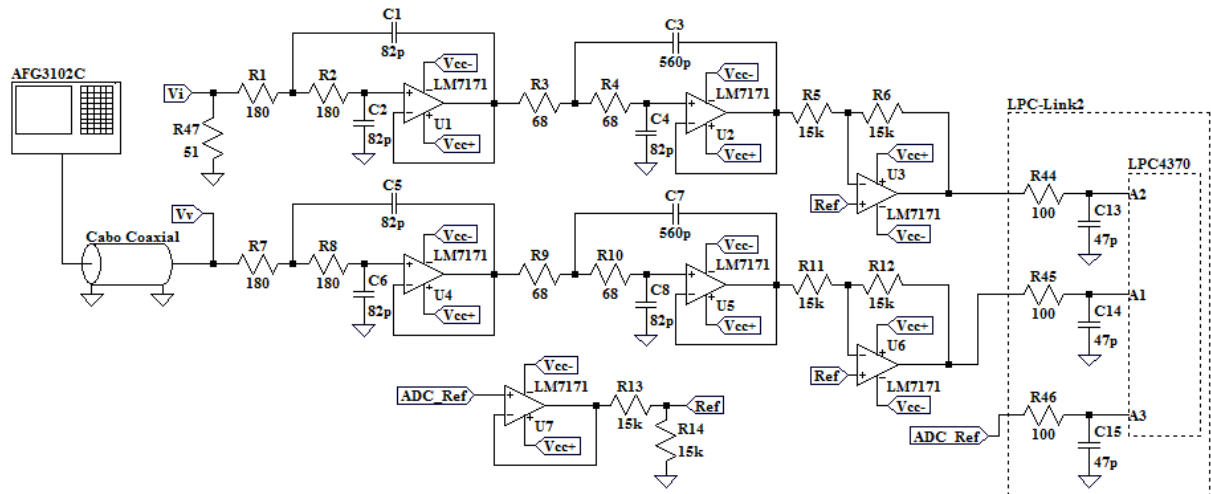 AFG3102C
Vi
R47
51
R1
180
R2
180
C1
82p
C2
82p
Vcc-
LM7171
U1
Vcc+
R3
68
R4
68
C3
560p
C4
82p
Vcc-
LM7171
U2
Vcc+
R5
15k
R6
15k
Vcc+
U3
Ref
LM7171
Vcc-
LPC-Link2
LPC4370
R44
100
A2
C13
47p
Cabo Coaxial
Vv
R7
180
R8
180
C5
82p
C6
82p
Vcc-
LM7171
U4
Vcc+
R9
68
R10
68
C7
560p
C8
82p
Vcc-
LM7171
U5
Vcc+
R11
15k
R12
15k
Vcc+
U6
Ref
LM7171
Vcc-
R45
100
A1
C14
47p
ADC_Ref
Vcc-
LM7171
U7
Vcc+
R13
15k
Ref
R14
15k
ADC_Ref
R46
100
A3
C15
47p